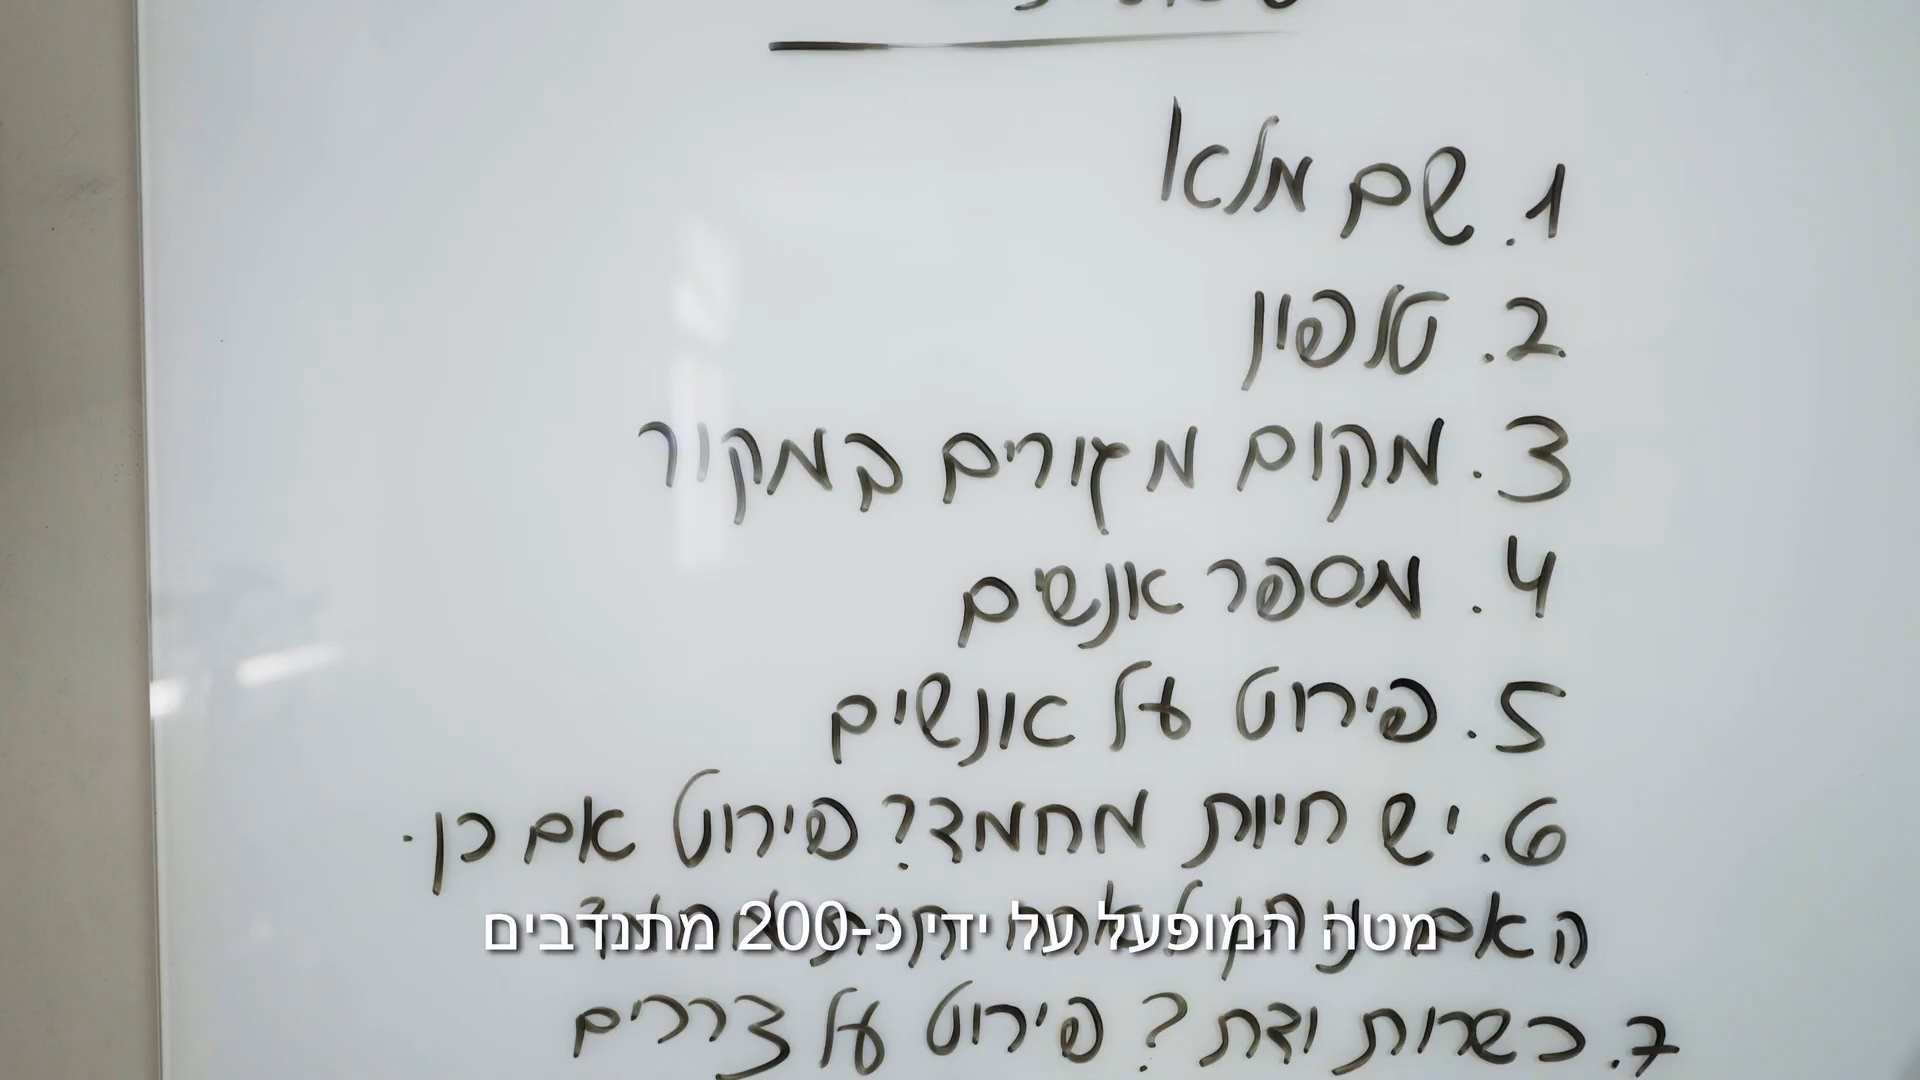 1. שם מלא
2. טלפון
3. מקום מגורים במקור
4. מספר אנשים
5. פירוט על אנשים
6. יש חיות מחמד? פירוט אם כן.
האם
מטה המופעל על ידי כ-200 מתנדבים
7. כשרות ודת? פירוט על צרכים